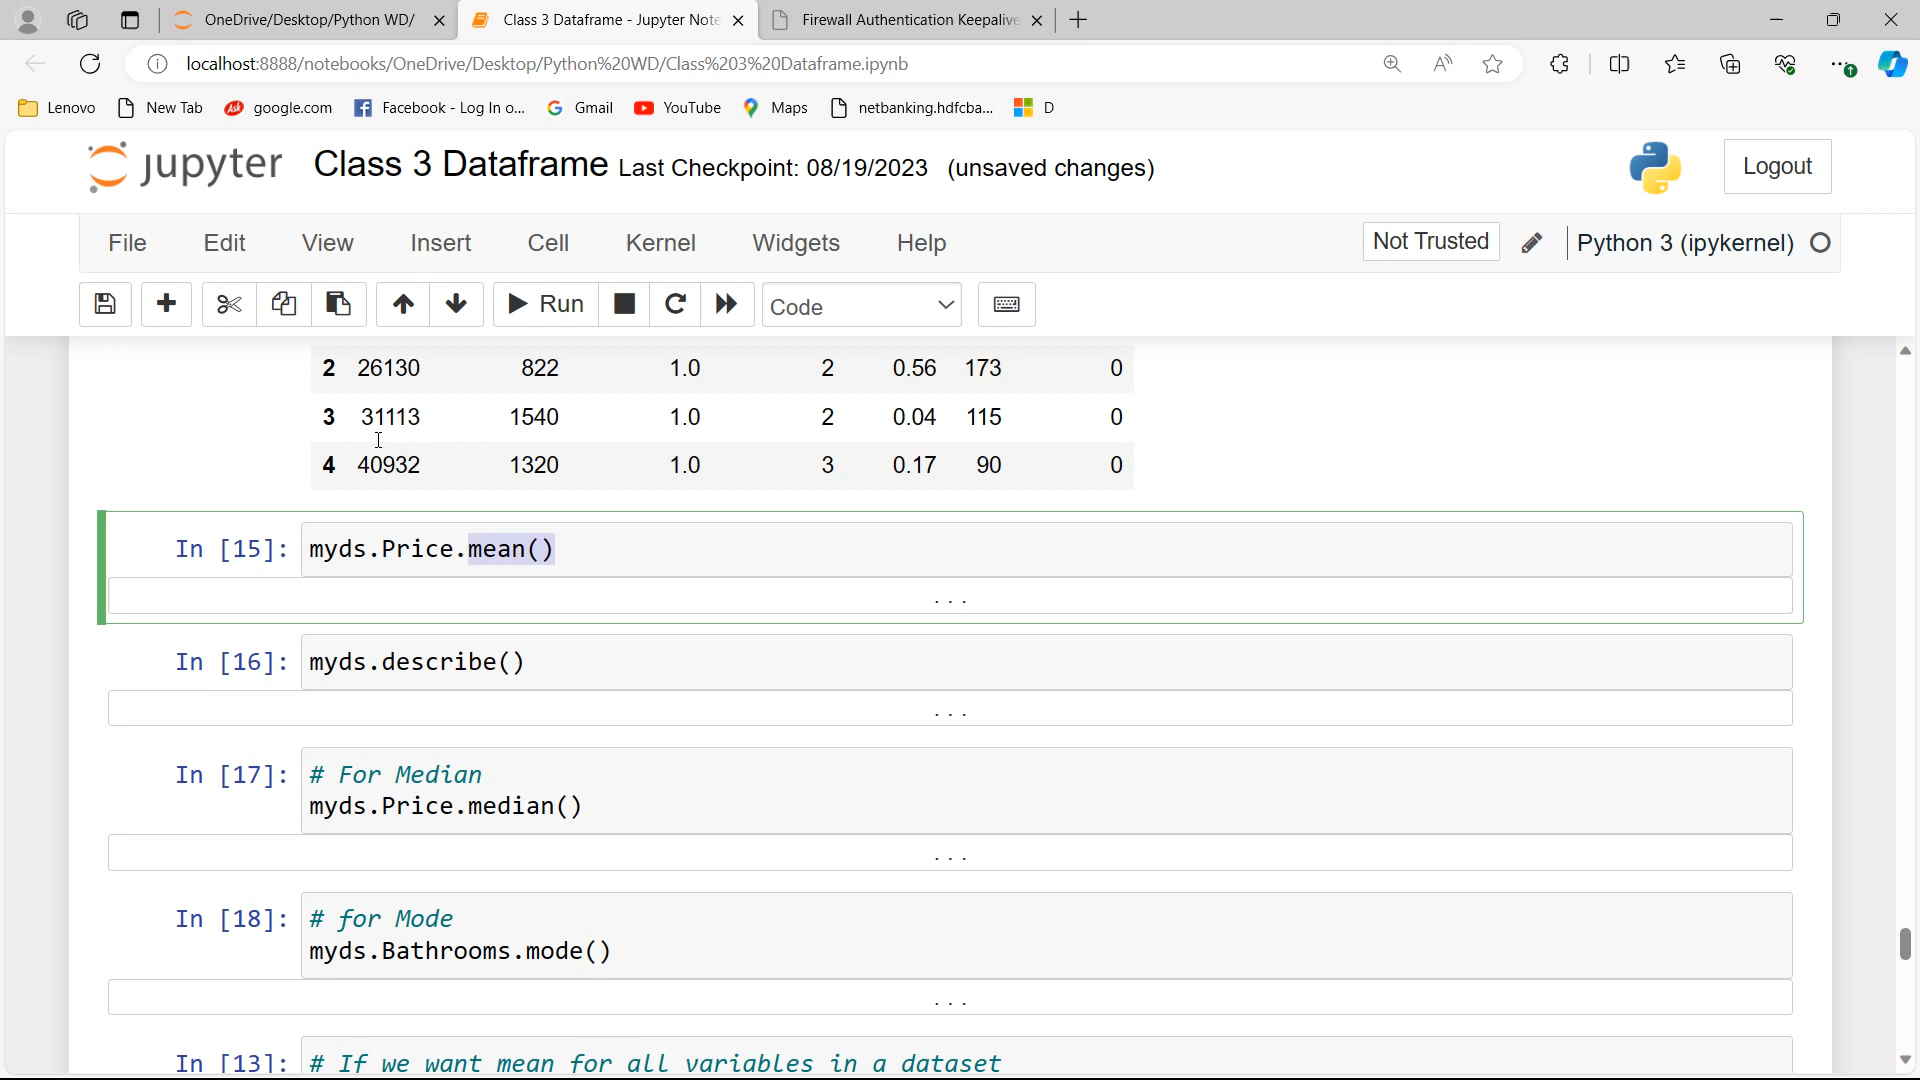 OneDrive/Desktop/Python WD/
Class 3 Dataframe - Jupyter Note
Firewall Authentication Keepalive
localhost:8888/notebooks/OneDrive/Desktop/Python%20WD/Class%203%20Dataframe.ipynb
Lenovo New Tab google.com Facebook - Log In o... Gmail YouTube Maps netbanking.hdfcba... D
jupyter Class 3 Dataframe Last Checkpoint: 08/19/2023 (unsaved changes) Logout
File Edit View Insert Cell Kernel Widgets Help Not Trusted Python 3 (ipykernel)
Run Code
2 26130 822 1.0 2 0.56 173 0
3 31113 1540 1.0 2 0.04 115 0
4 40932 1320 1.0 3 0.17 90 0
In [15]: myds.Price.mean()
...
In [16]: myds.describe()
...
In [17]: # For Median
myds.Price.median()
...
In [18]: # for Mode
myds.Bathrooms.mode()
...
In [13]: # If we want mean for all variables in a dataset